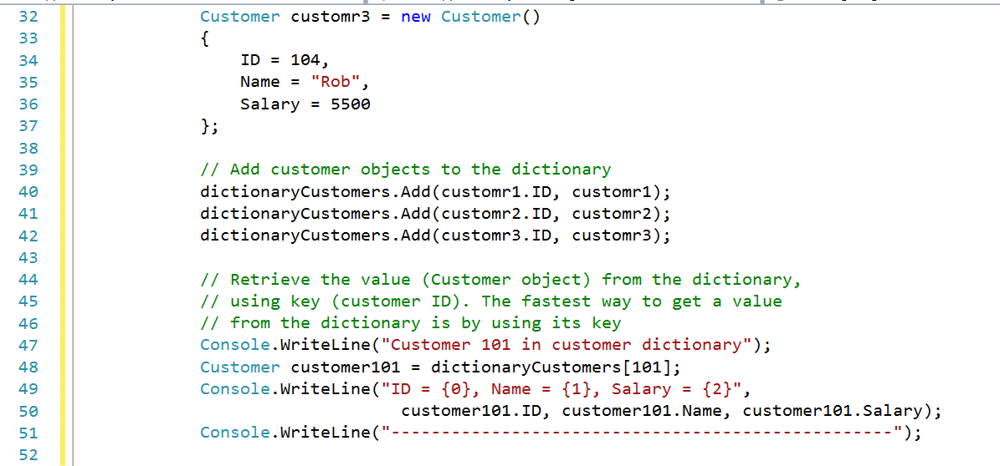 32 Customer customr3 = new Customer()
33 {
34 ID = 104,
35 Name = "Rob",
36 Salary = 5500
37 };
38
39 // Add customer objects to the dictionary
40 dictionaryCustomers.Add(customr1.ID, customr1);
41 dictionaryCustomers.Add(customr2.ID, customr2);
42 dictionaryCustomers.Add(customr3.ID, customr3);
43
44 // Retrieve the value (Customer object) from the dictionary,
45 // using key (customer ID). The fastest way to get a value
46 // from the dictionary is by using its key
47 Console.WriteLine("Customer 101 in customer dictionary");
48 Customer customer101 = dictionaryCustomers[101];
49 Console.WriteLine("ID = {0}, Name = {1}, Salary = {2}",
50 customer101.ID, customer101.Name, customer101.Salary);
51 Console.WriteLine("--------------------------------------------------");
52